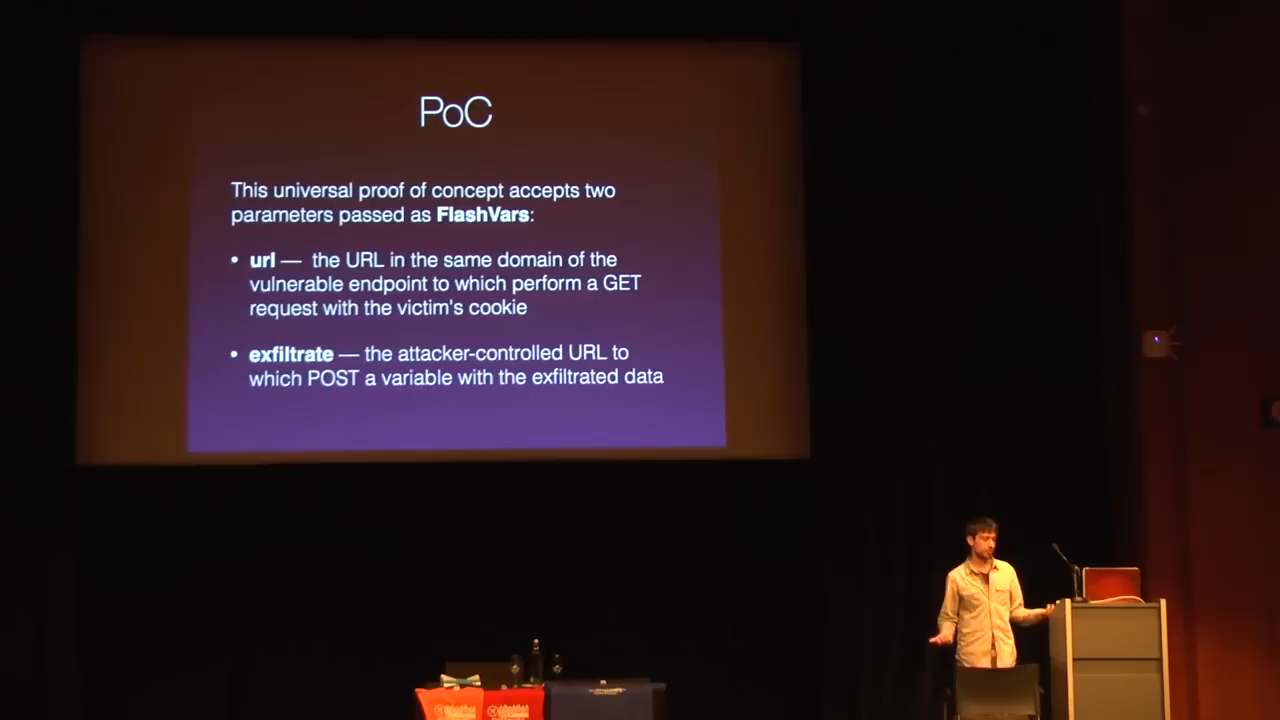 PoC
This universal proof of concept accepts two
parameters passed as FlashVars:
• url — the URL in the same domain of the
vulnerable endpoint to which perform a GET
request with the victim's cookie
• exfiltrate — the attacker-controlled URL to
which POST a variable with the exfiltrated data